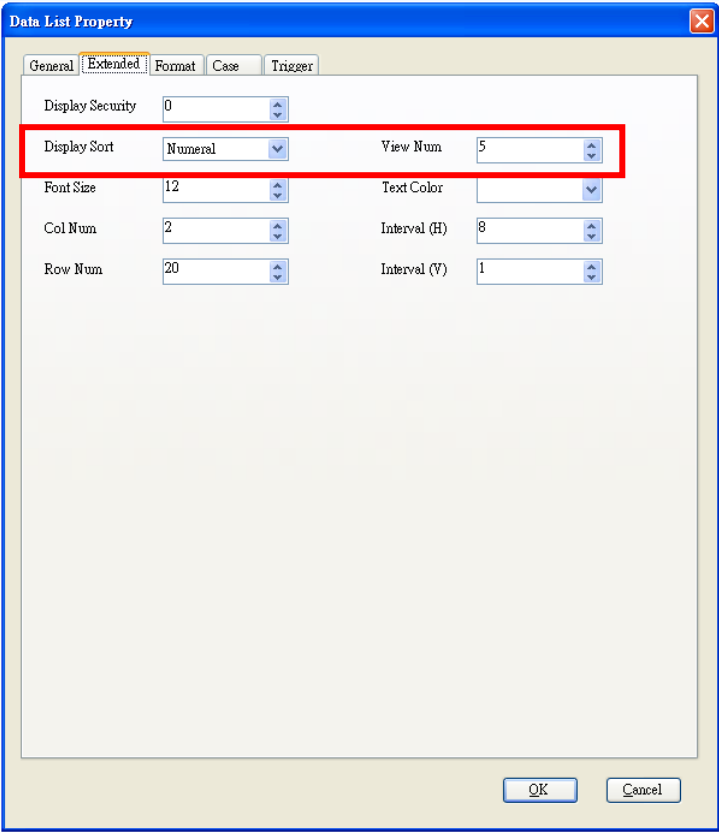 Data List Property
General Extended Format Case Trigger
Display Security 0
Display Sort Numeral View Num 5
Font Size 12 Text Color
Col Num 2 Interval (H) 8
Row Num 20 Interval (V) 1
OK Cancel